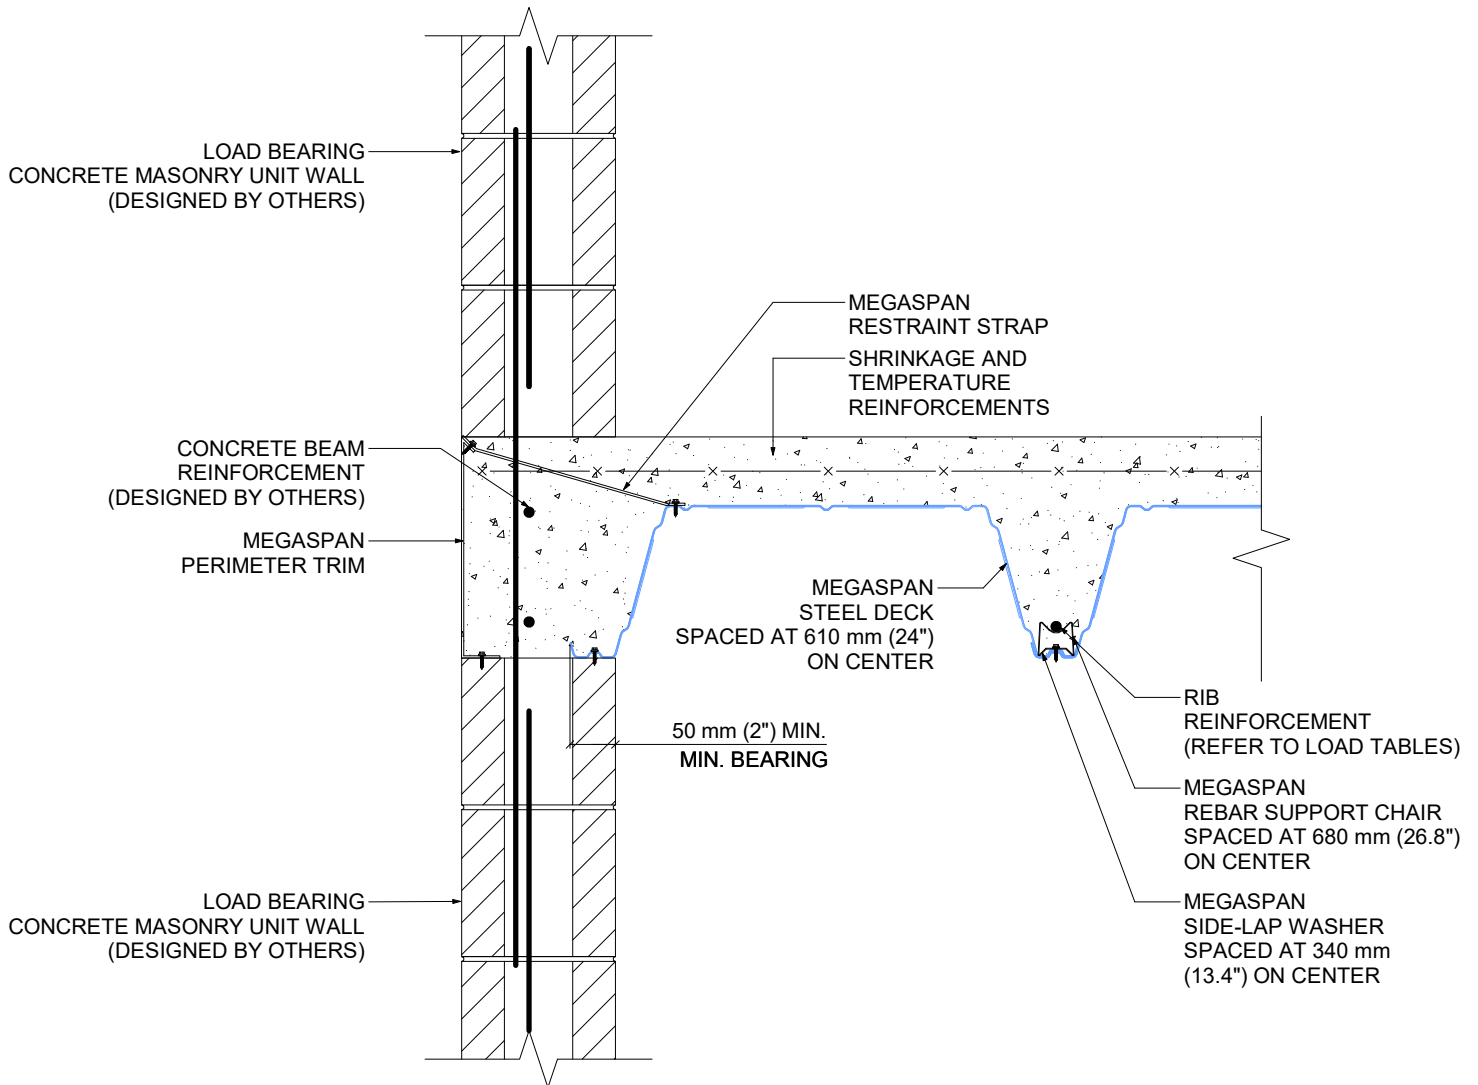 LOAD BEARING
CONCRETE MASONRY UNIT WALL
(DESIGNED BY OTHERS)
MEGASPAN
RESTRAINT STRAP
SHRINKAGE AND
TEMPERATURE
REINFORCEMENTS
CONCRETE BEAM
REINFORCEMENT
(DESIGNED BY OTHERS)
MEGASPAN
PERIMETER TRIM
MEGASPAN
STEEL DECK
SPACED AT 610 mm (24")
ON CENTER
50 mm (2") MIN.
MIN. BEARING
RIB
REINFORCEMENT
(REFER TO LOAD TABLES)
MEGASPAN
REBAR SUPPORT CHAIR
SPACED AT 680 mm (26.8")
ON CENTER
LOAD BEARING
CONCRETE MASONRY UNIT WALL
(DESIGNED BY OTHERS)
MEGASPAN
SIDE-LAP WASHER
SPACED AT 340 mm
(13.4") ON CENTER